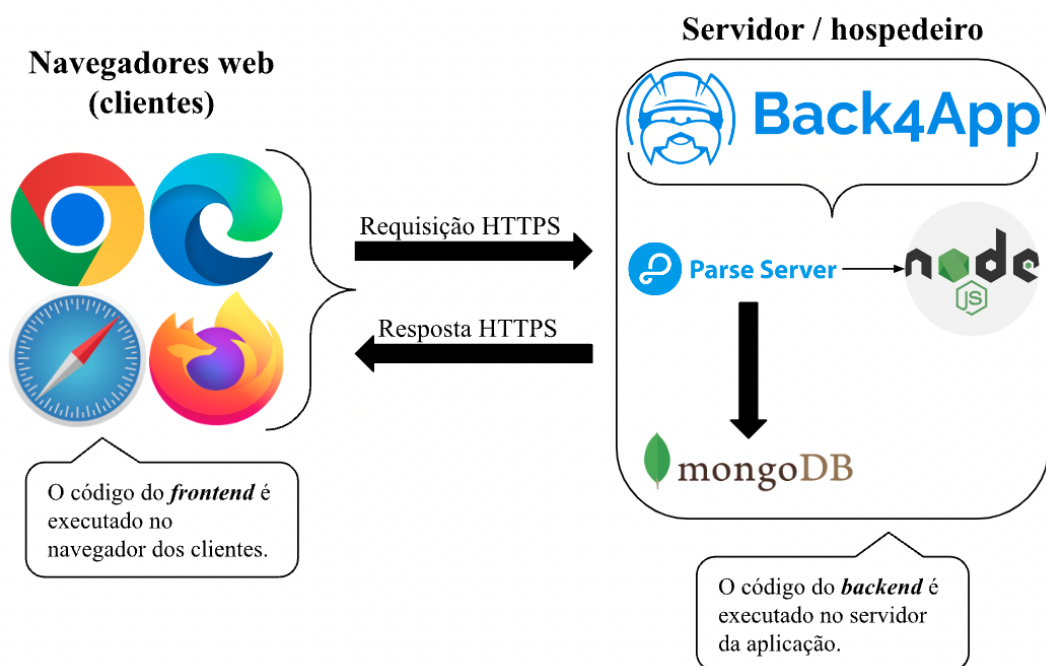 Navegadores web
(clientes)
Servidor / hospedeiro
Back4App
Requisição HTTPS
Parse Server
node
JS
Resposta HTTPS
mongoDB
O código do frontend é
executado no
navegador dos clientes.
O código do backend é
executado no servidor
da aplicação.